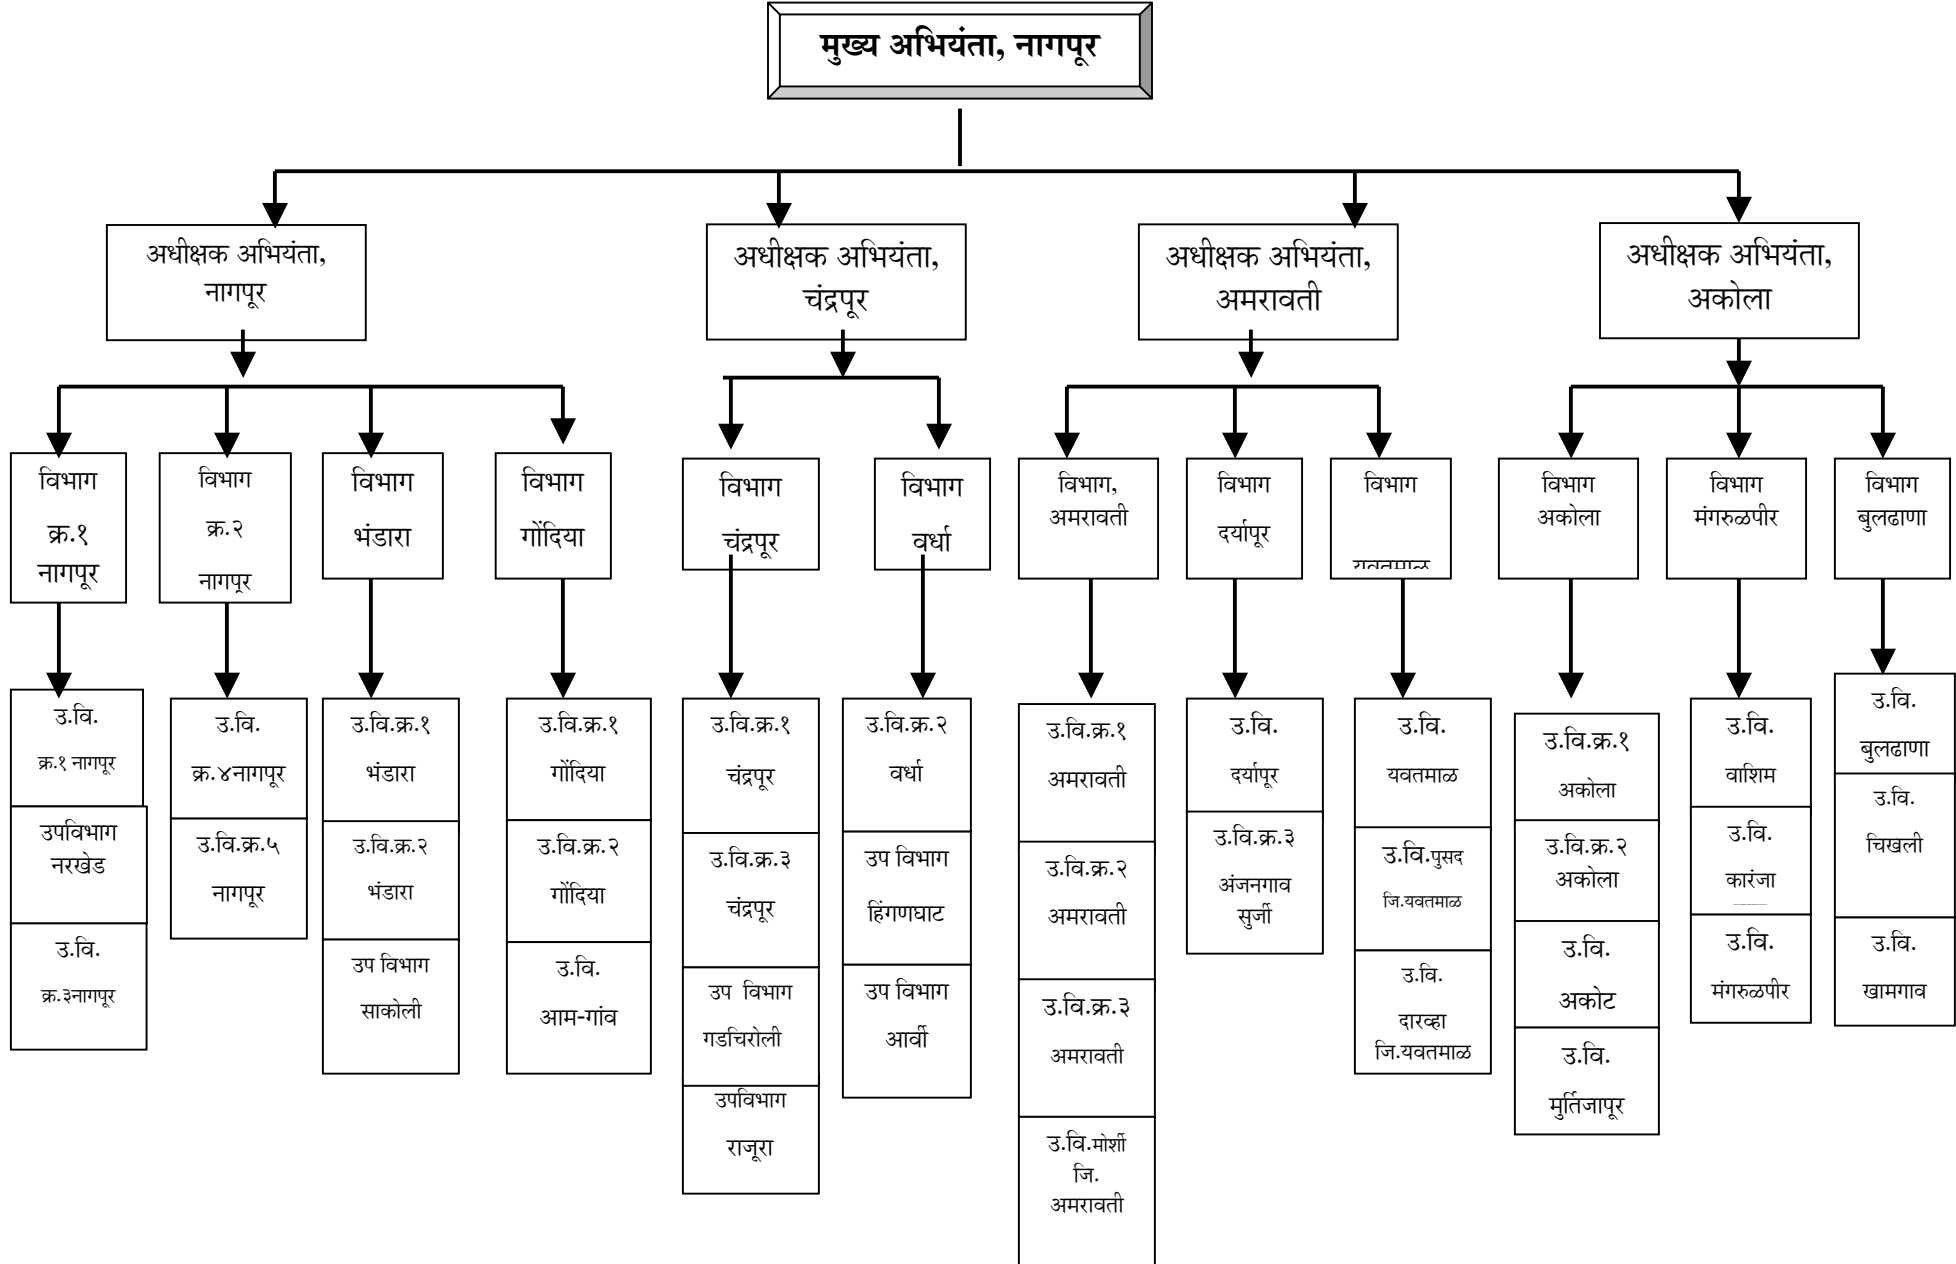 मुख्य अभियंता, नागपूर
अधीक्षक अभियंता,
नागपूर
अधीक्षक अभियंता,
चंद्रपूर
अधीक्षक अभियंता,
अमरावती
अधीक्षक अभियंता,
अकोला
विभाग
क्र.१
नागपूर
विभाग
क्र.२
नागपूर
विभाग
भंडारा
विभाग
गोंदिया
विभाग
चंद्रपूर
विभाग
वर्धा
विभाग,
अमरावती
विभाग
दर्यापूर
विभाग
यवतमाळ
विभाग
अकोला
विभाग
मंगरुळपीर
विभाग
बुलढाणा
उ.वि.
क्र.१ नागपूर
उपविभाग
नरखेड
उ.वि.
क्र.३नागपूर
उ.वि.
क्र.४नागपूर
उ.वि.क्र.५
नागपूर
उ.वि.क्र.१
भंडारा
उ.वि.क्र.२
भंडारा
उप विभाग
साकोली
उ.वि.क्र.१
गोंदिया
उ.वि.क्र.२
गोंदिया
उ.वि.
आम-गांव
उ.वि.क्र.१
चंद्रपूर
उ.वि.क्र.३
चंद्रपूर
उप विभाग
गडचिरोली
उपविभाग
राजूरा
उ.वि.क्र.२
वर्धा
उप विभाग
हिंगणघाट
उप विभाग
आर्वी
उ.वि.क्र.१
अमरावती
उ.वि.क्र.२
अमरावती
उ.वि.क्र.३
अमरावती
उ.वि.मोर्शी
जि.
अमरावती
उ.वि.
दर्यापूर
उ.वि.क्र.३
अंजनगाव
सुर्जी
उ.वि.
यवतमाळ
उ.वि.पुसद
जि.यवतमाळ
उ.वि.
दारव्हा
जि.यवतमाळ
उ.वि.क्र.१
अकोला
उ.वि.क्र.२
अकोला
उ.वि.
अकोट
उ.वि.
मुर्तिजापूर
उ.वि.
वाशिम
उ.वि.
कारंजा
उ.वि.
मंगरुळपीर
उ.वि.
बुलढाणा
उ.वि.
चिखली
उ.वि.
खामगाव